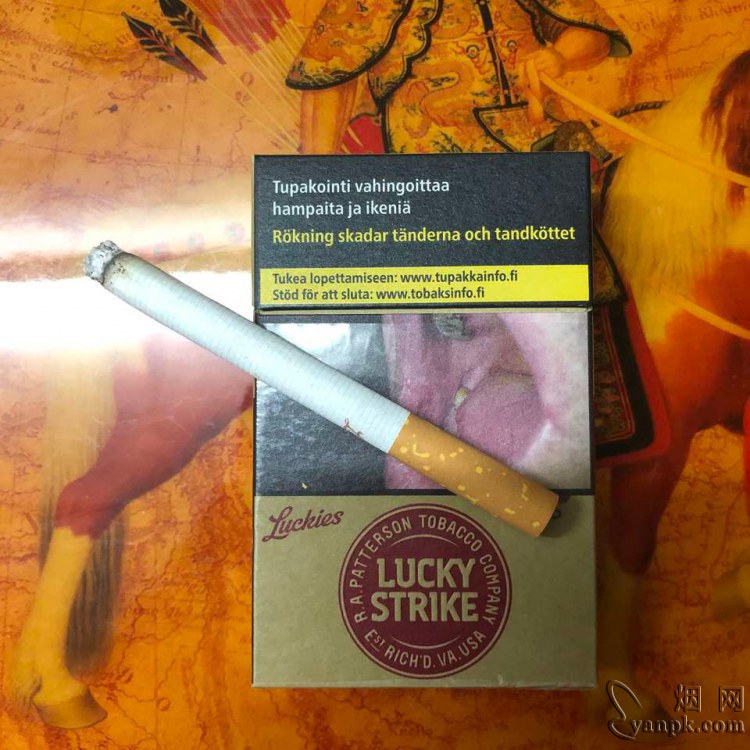 Tupakointi vahingoittaa
hampaita ja ikeniä
Rökning skadar tänderna och tandköttet
Tukea lopettamiseen: www.tupakkainfo.fi
Stöd för att sluta: www.tobaksinfo.fi
Luckies
R.A.PATTERSON TOBACCO COMPANY
LUCKY
STRIKE
EST RICH'D.VA.USA
烟网
yanpk.com